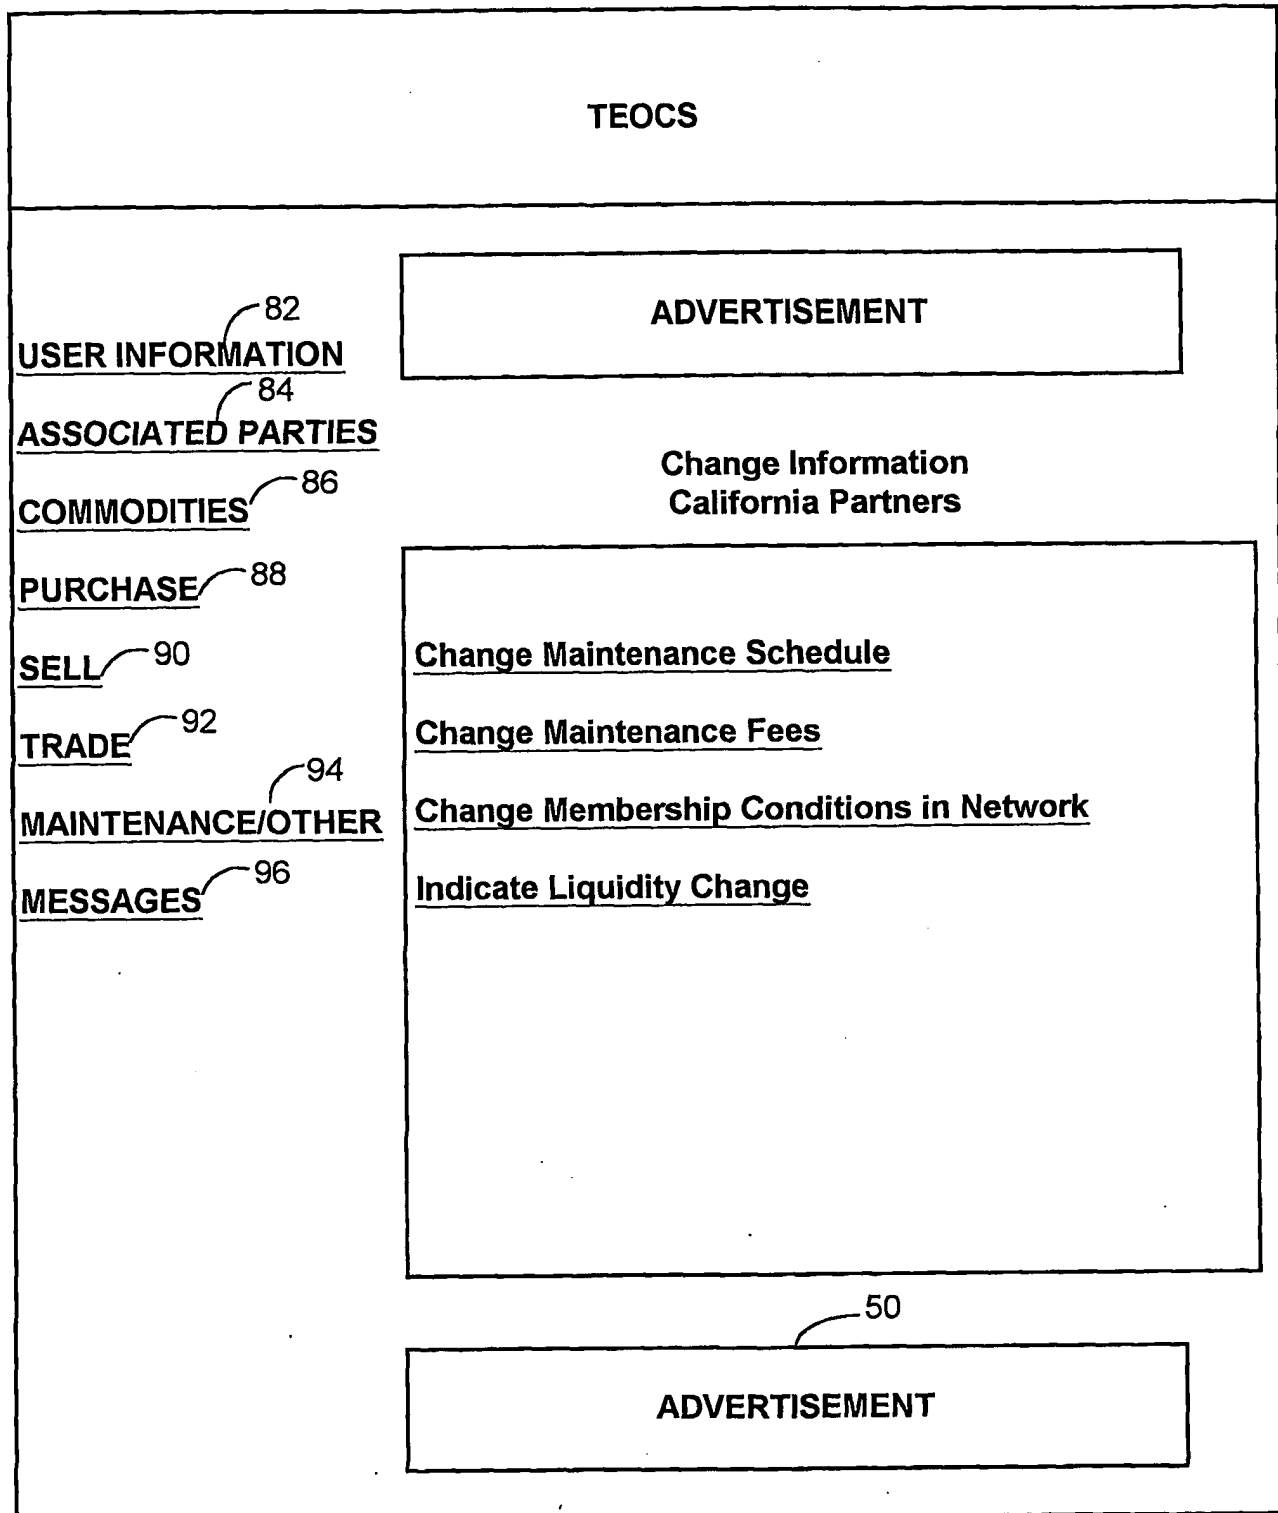 TEOCS
ADVERTISEMENT
82
USER INFORMATION
84
ASSOCIATED PARTIES
86
COMMODITIES
88
PURCHASE
90
SELL
92
TRADE
94
MAINTENANCE/OTHER
96
MESSAGES
Change Information
California Partners
Change Maintenance Schedule
Change Maintenance Fees
Change Membership Conditions in Network
Indicate Liquidity Change
50
ADVERTISEMENT